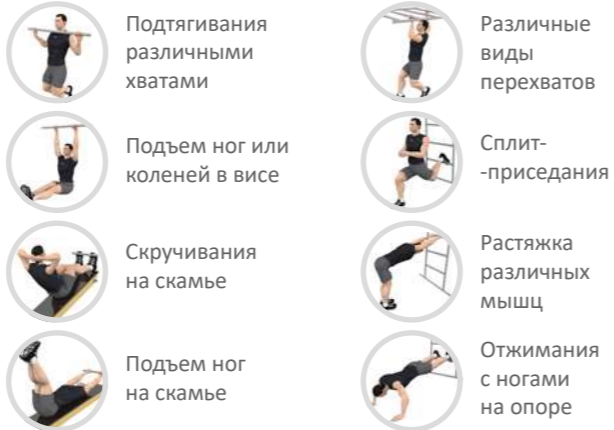 Подтягивания
различными
хватами
Подъем ног или
коленей в висе
Скручивания
на скамье
Подъем ног
на скамье
Различные
виды
перехватов
Сплит-
-приседания
Растяжка
различных
мышц
Отжимания
с ногами
на опоре